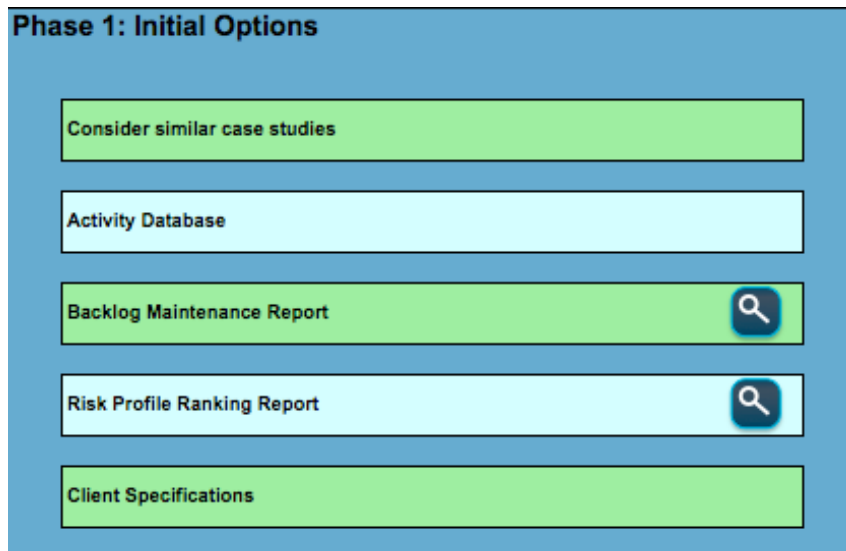 Phase 1: Initial Options
Consider similar case studies
Activity Database
Backlog Maintenance Report
Risk Profile Ranking Report
Client Specifications